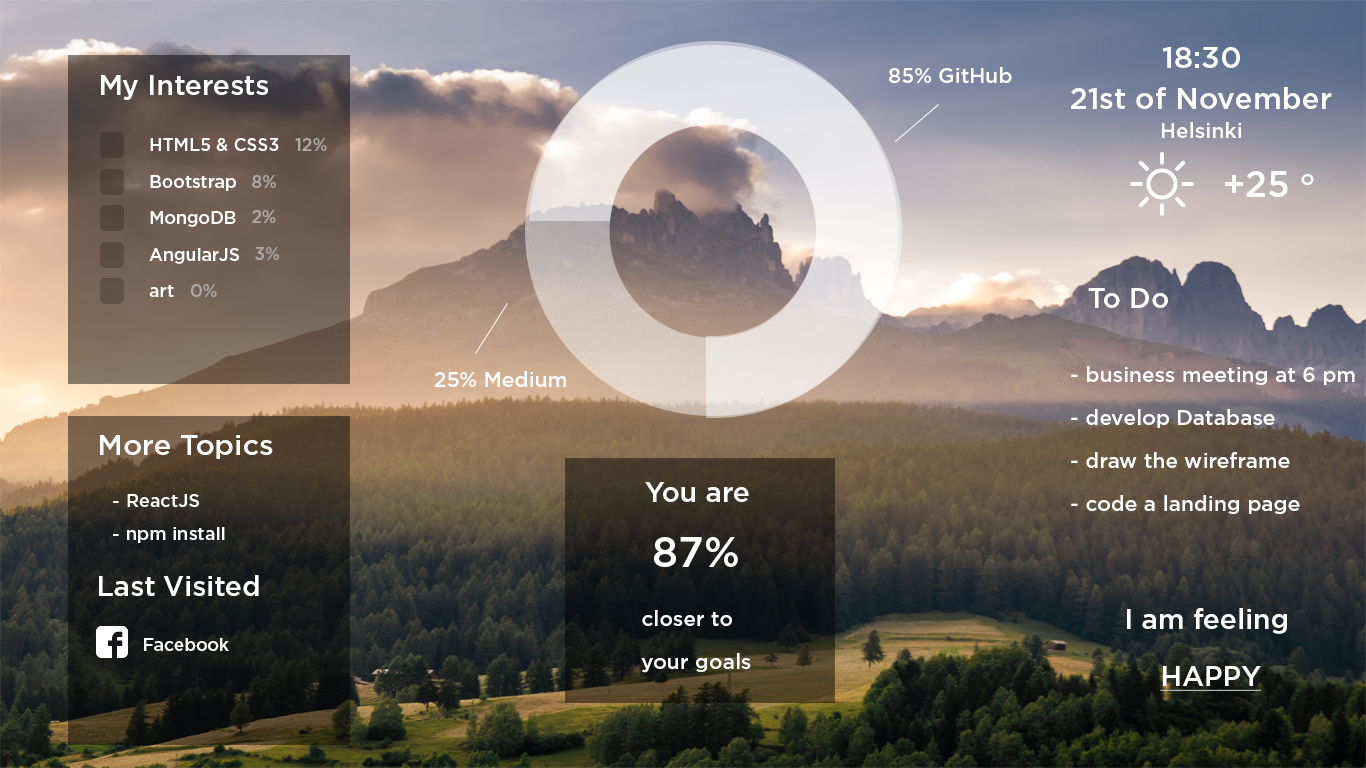 My Interests
HTML5 & CSS3 12%
Bootstrap 8%
MongoDB 2%
AngularJS 3%
art 0%
More Topics
- ReactJS
- npm install
Last Visited
Facebook
85% GitHub
25% Medium
You are
87%
closer to
your goals
18:30
21st of November
Helsinki
+25 °
To Do
- business meeting at 6 pm
- develop Database
- draw the wireframe
- code a landing page
I am feeling
HAPPY